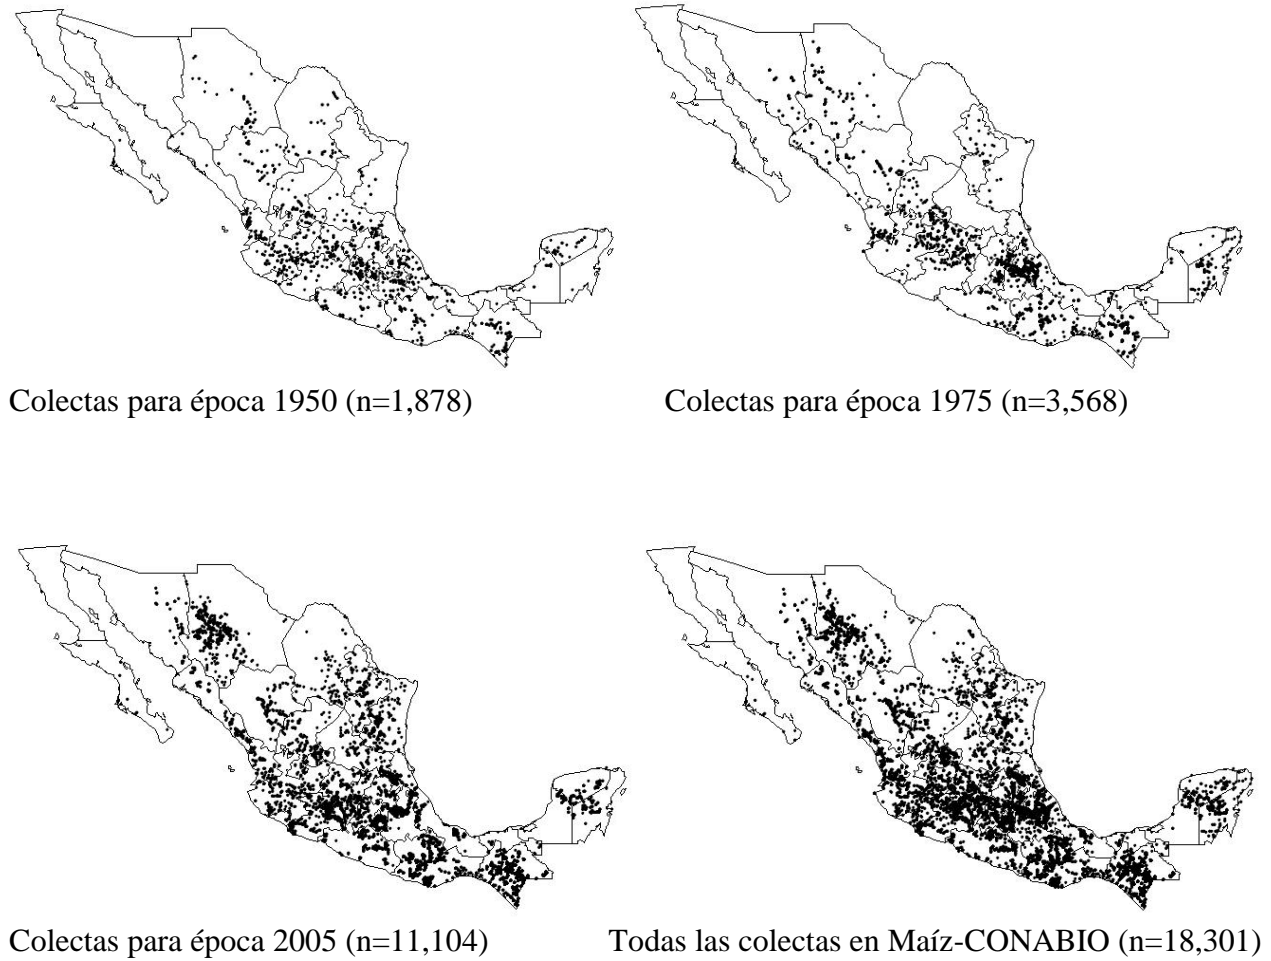 Colectas para época 1950 (n=1,878)
Colectas para época 1975 (n=3,568)
Colectas para época 2005 (n=11,104)
Todas las colectas en Maíz-CONABIO (n=18,301)